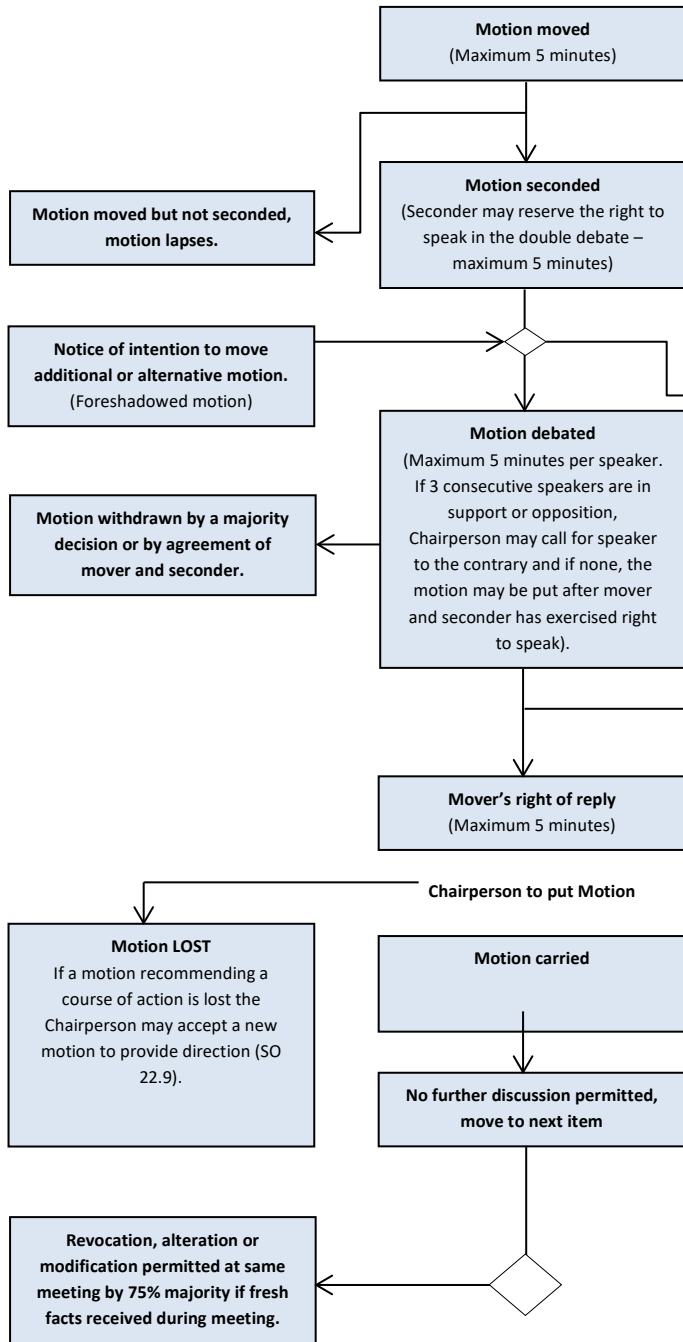 Motion moved
(Maximum 5 minutes)
Motion seconded
(Seconder may reserve the right to
speak in the double debate –
maximum 5 minutes)
Motion moved but not seconded,
motion lapses.
Notice of intention to move
additional or alternative motion.
(Foreshadowed motion)
Motion debated
(Maximum 5 minutes per speaker.
If 3 consecutive speakers are in
support or opposition,
Chairperson may call for speaker
to the contrary and if none, the
motion may be put after mover
and seconder has exercised right
to speak).
Motion withdrawn by a majority
decision or by agreement of
mover and seconder.
Mover’s right of reply
(Maximum 5 minutes)
Chairperson to put Motion
Motion LOST
If a motion recommending a
course of action is lost the
Chairperson may accept a new
motion to provide direction (SO
22.9).
Motion carried
No further discussion permitted,
move to next item
Revocation, alteration or
modification permitted at same
meeting by 75% majority if fresh
facts received during meeting.